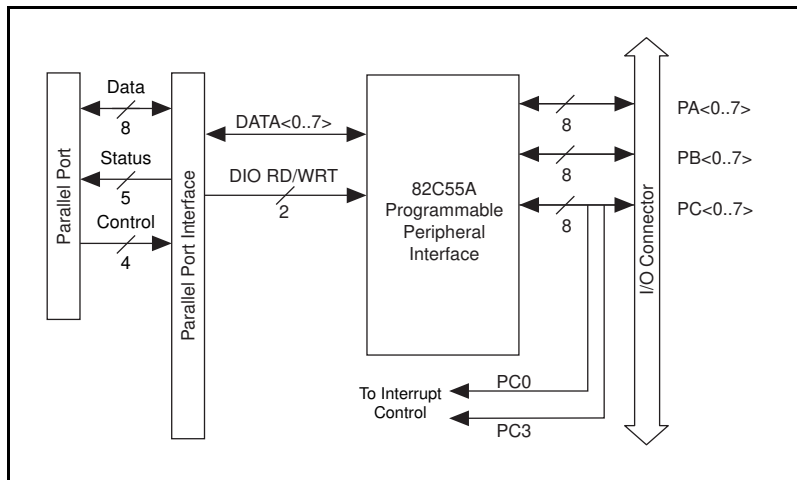 Parallel Port
Data
8
Status
5
Control
4
Parallel Port Interface
DATA<0..7>
DIO RD/WRT
2
82C55A
Programmable
Peripheral
Interface
8
8
8
I/O Connector
PA<0..7>
PB<0..7>
PC<0..7>
To Interrupt
Control
PC0
PC3